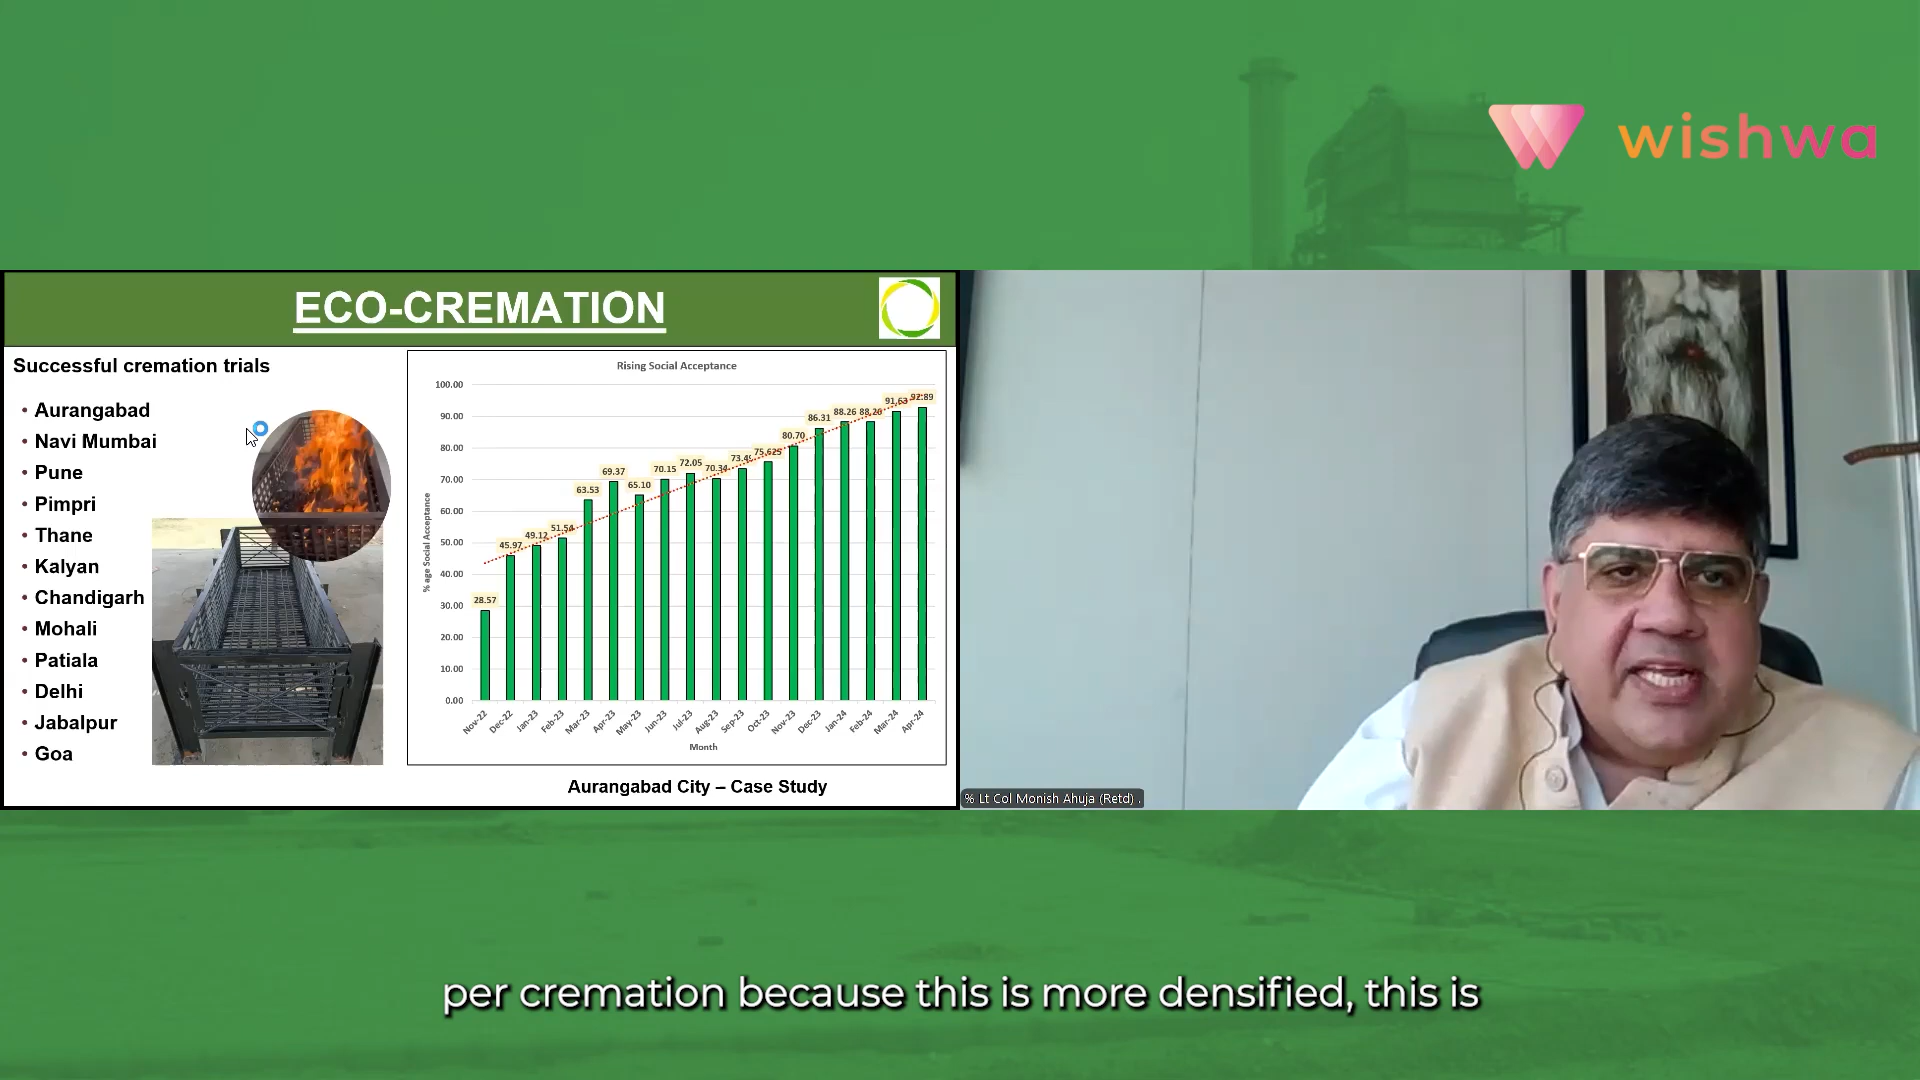 wishwa
ECO-CREMATION
Successful cremation trials
• Aurangabad
• Navi Mumbai
• Pune
• Pimpri
• Thane
• Kalyan
• Chandigarh
• Mohali
• Patiala
• Delhi
• Jabalpur
• Goa
Rising Social Acceptance
100.00
90.00
80.00
70.00
60.00
50.00
40.00
30.00
20.00
10.00
0.00
% age Social Acceptance
28.57
45.97
49.12
51.54
63.53
69.37
65.10
70.15
72.05
70.34
75.625
80.70
86.31
88.26
88.26
91.63
92.89
Nov-22
Dec-22
Jan-23
Feb-23
Mar-23
Apr-23
May-23
Jun-23
Jul-23
Aug-23
Sep-23
Oct-23
Nov-23
Dec-23
Jan-24
Feb-24
Mar-24
Apr-24
Month
Aurangabad City – Case Study
% Lt Col Monish Ahuja (Retd) .
per cremation because this is more densified, this is